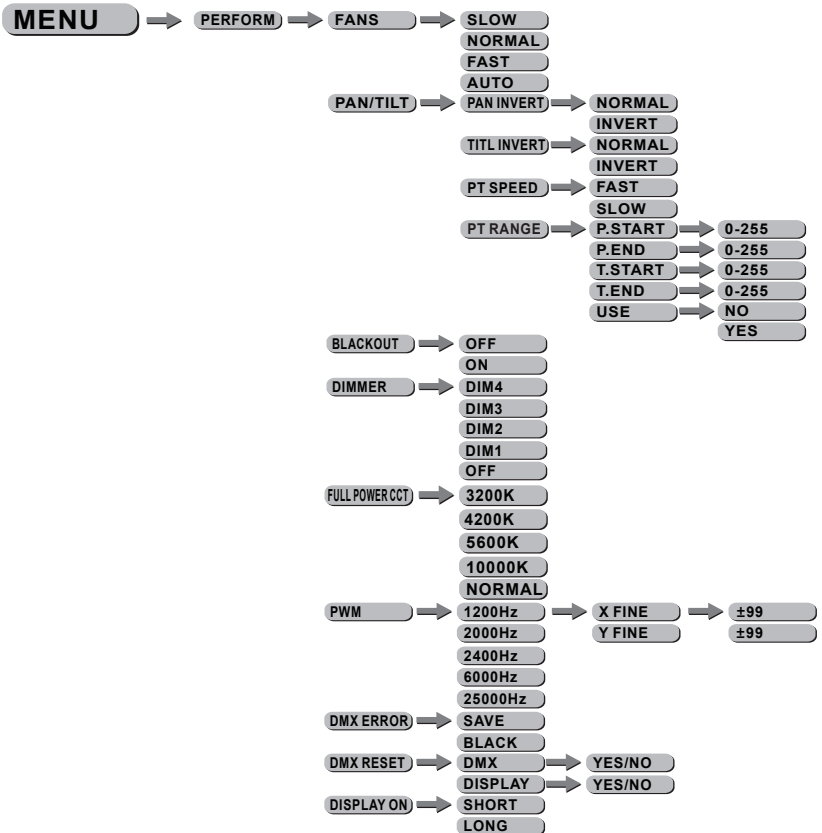 MENU PERFORM FANS SLOW
NORMAL
FAST
AUTO
PAN/TILT PAN INVERT NORMAL
INVERT
TITL INVERT NORMAL
INVERT
PT SPEED FAST
SLOW
PT RANGE P.START 0-255
P.END 0-255
T.START 0-255
T.END 0-255
USE NO
YES
BLACKOUT OFF
ON
DIMMER DIM4
DIM3
DIM2
DIM1
OFF
FULL POWER CCT 3200K
4200K
5600K
10000K
NORMAL
PWM 1200Hz X FINE ±99
2000Hz Y FINE ±99
2400Hz
6000Hz
25000Hz
DMX ERROR SAVE
BLACK
DMX RESET DMX YES/NO
DISPLAY YES/NO
DISPLAY ON SHORT
LONG